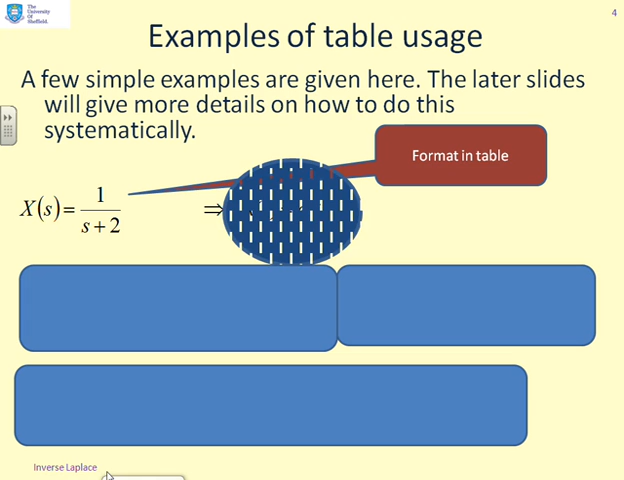 The
University
Of
Sheffield.
4
Examples of table usage
A few simple examples are given here. The later slides
will give more details on how to do this
systematically.
Format in table
X(s) = 1/(s+2) ⇒
Inverse Laplace